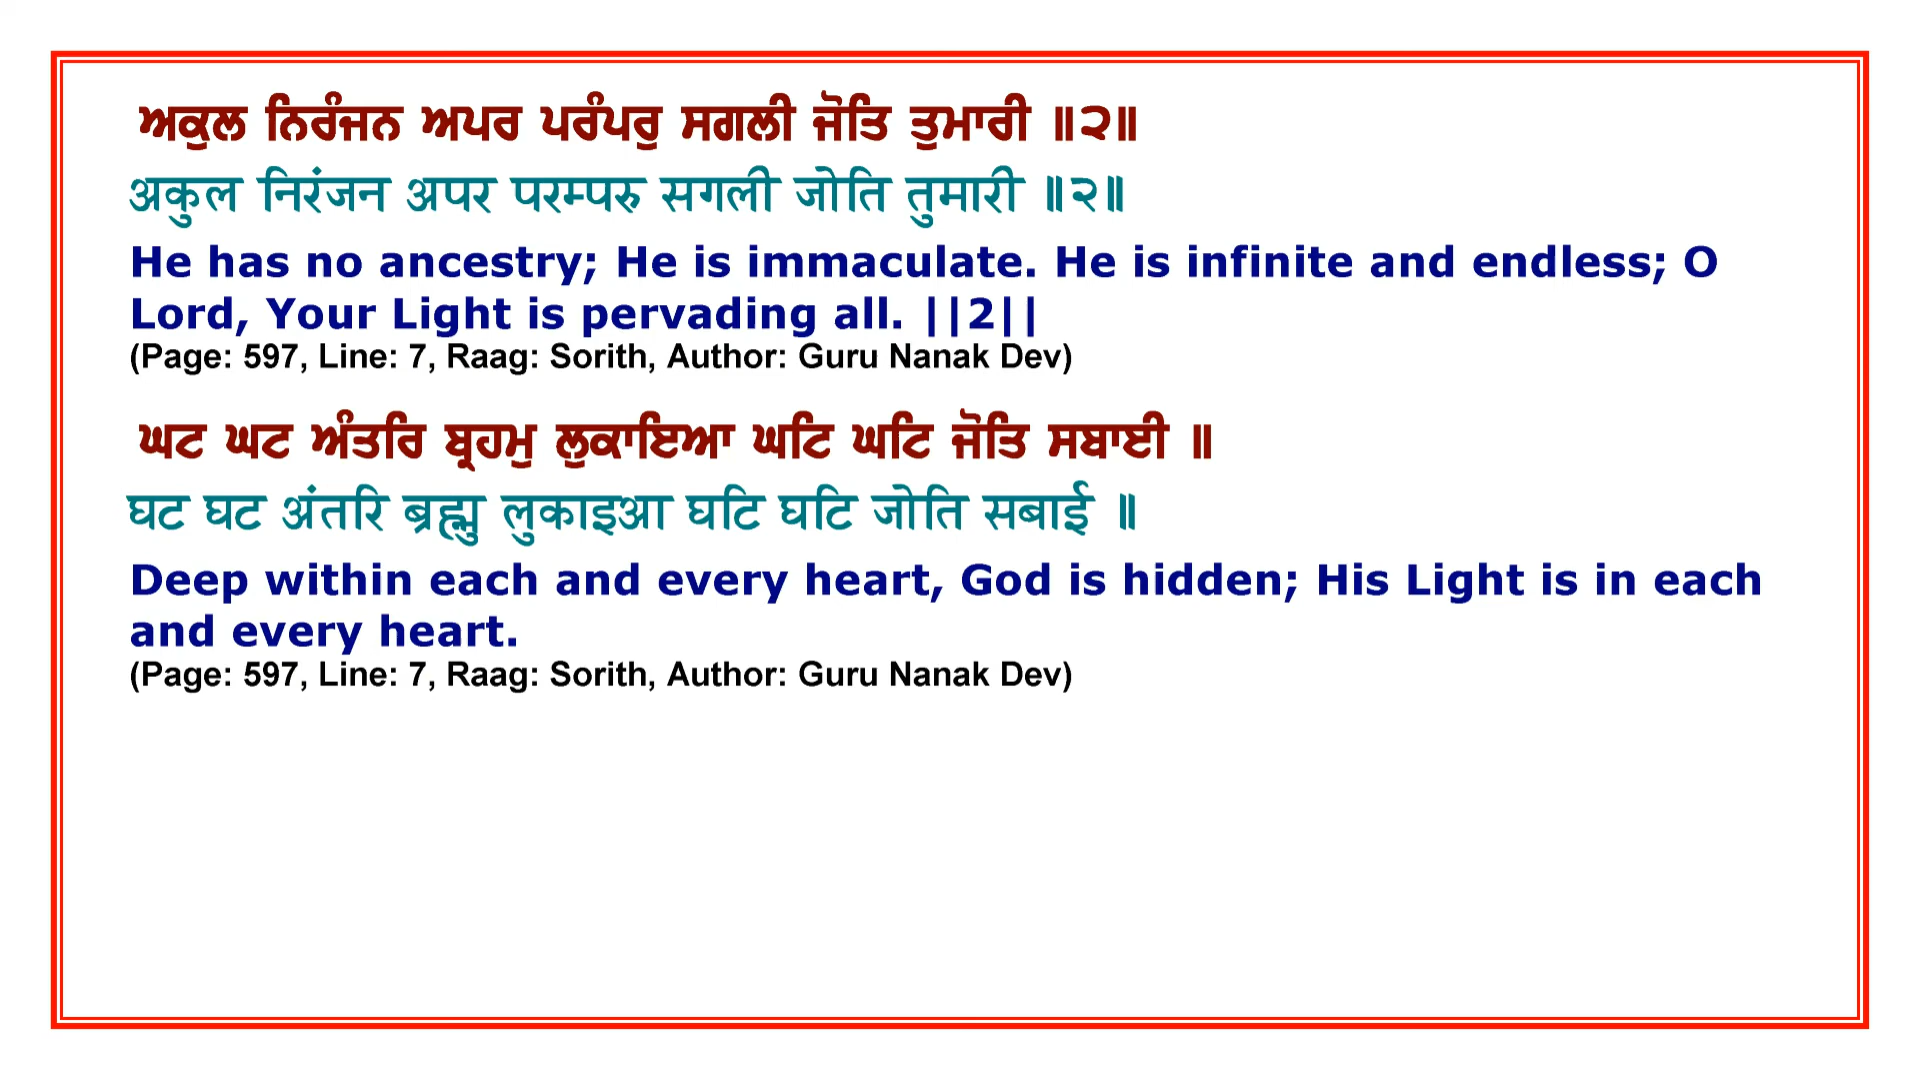 ਅਕੁਲ ਨਿਰੰਜਨ ਅਪਰ ਪਰੰਪਰੁ ਸਗਲੀ ਜੋਤਿ ਤੁਮਾਰੀ ॥੨॥
अकुल निरंजन अपर परम्परु सगली जोति तुमारी ॥२॥
He has no ancestry; He is immaculate. He is infinite and endless; O
Lord, Your Light is pervading all. ||2||
(Page: 597, Line: 7, Raag: Sorith, Author: Guru Nanak Dev)
ਘਟ ਘਟ ਅੰਤਰਿ ਬ੍ਰਹਮੁ ਲੁਕਾਇਆ ਘਟਿ ਘਟਿ ਜੋਤਿ ਸਬਾਈ ॥
घट घट अंतरि ब्रह्मु लुकाइआ घटि घटि जोति सबाई ॥
Deep within each and every heart, God is hidden; His Light is in each
and every heart.
(Page: 597, Line: 7, Raag: Sorith, Author: Guru Nanak Dev)